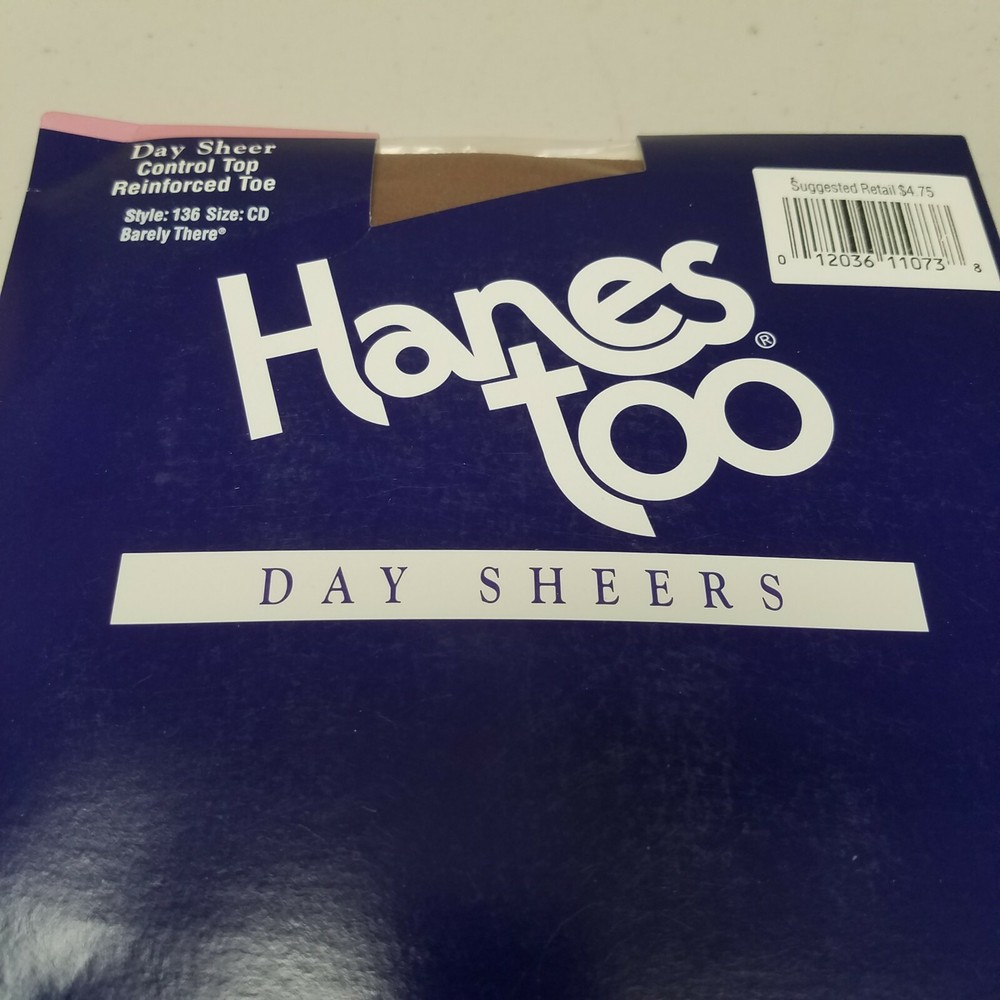 Day Sheer
Control Top
Reinforced Toe
Style: 136 Size: CD
Barely There®
Suggested Retail $4.75
0 12036 11073 8
Hanes
too®
DAY SHEERS